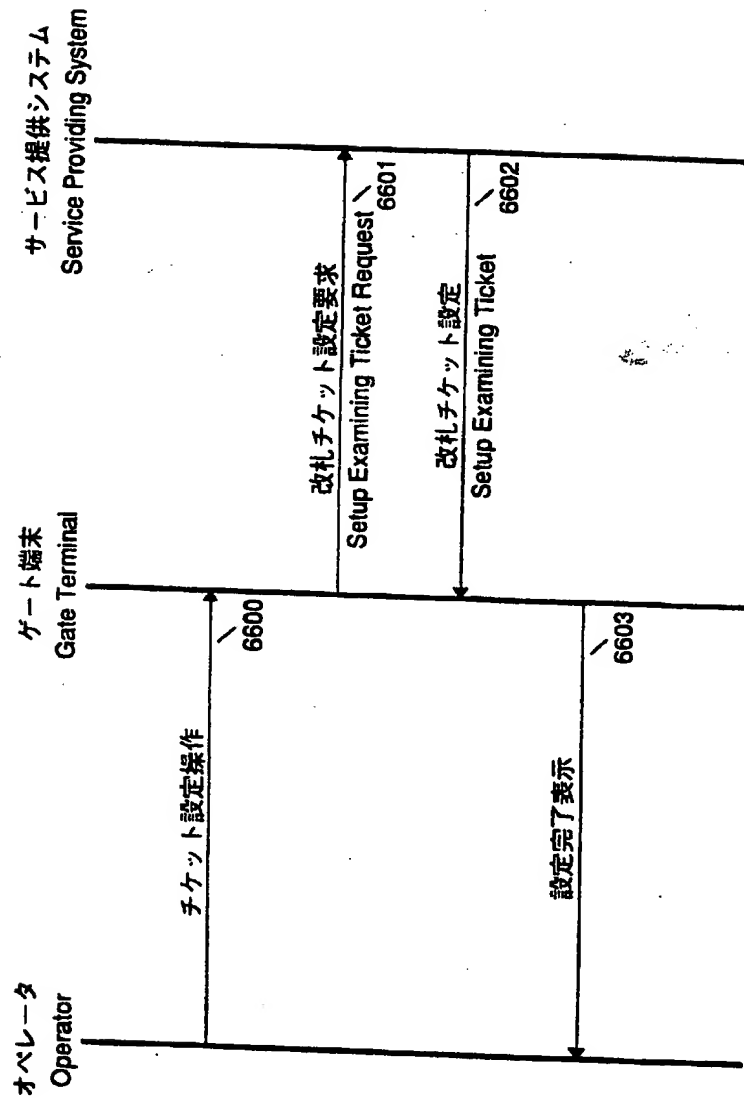 オペレータ
Operator
ゲート端末
Gate Terminal
サービス提供システム
Service Providing System
チケット設定操作
6600
改札チケット設定要求
Setup Examining Ticket Request
6601
改札チケット設定
Setup Examining Ticket
6602
設定完了表示
6603